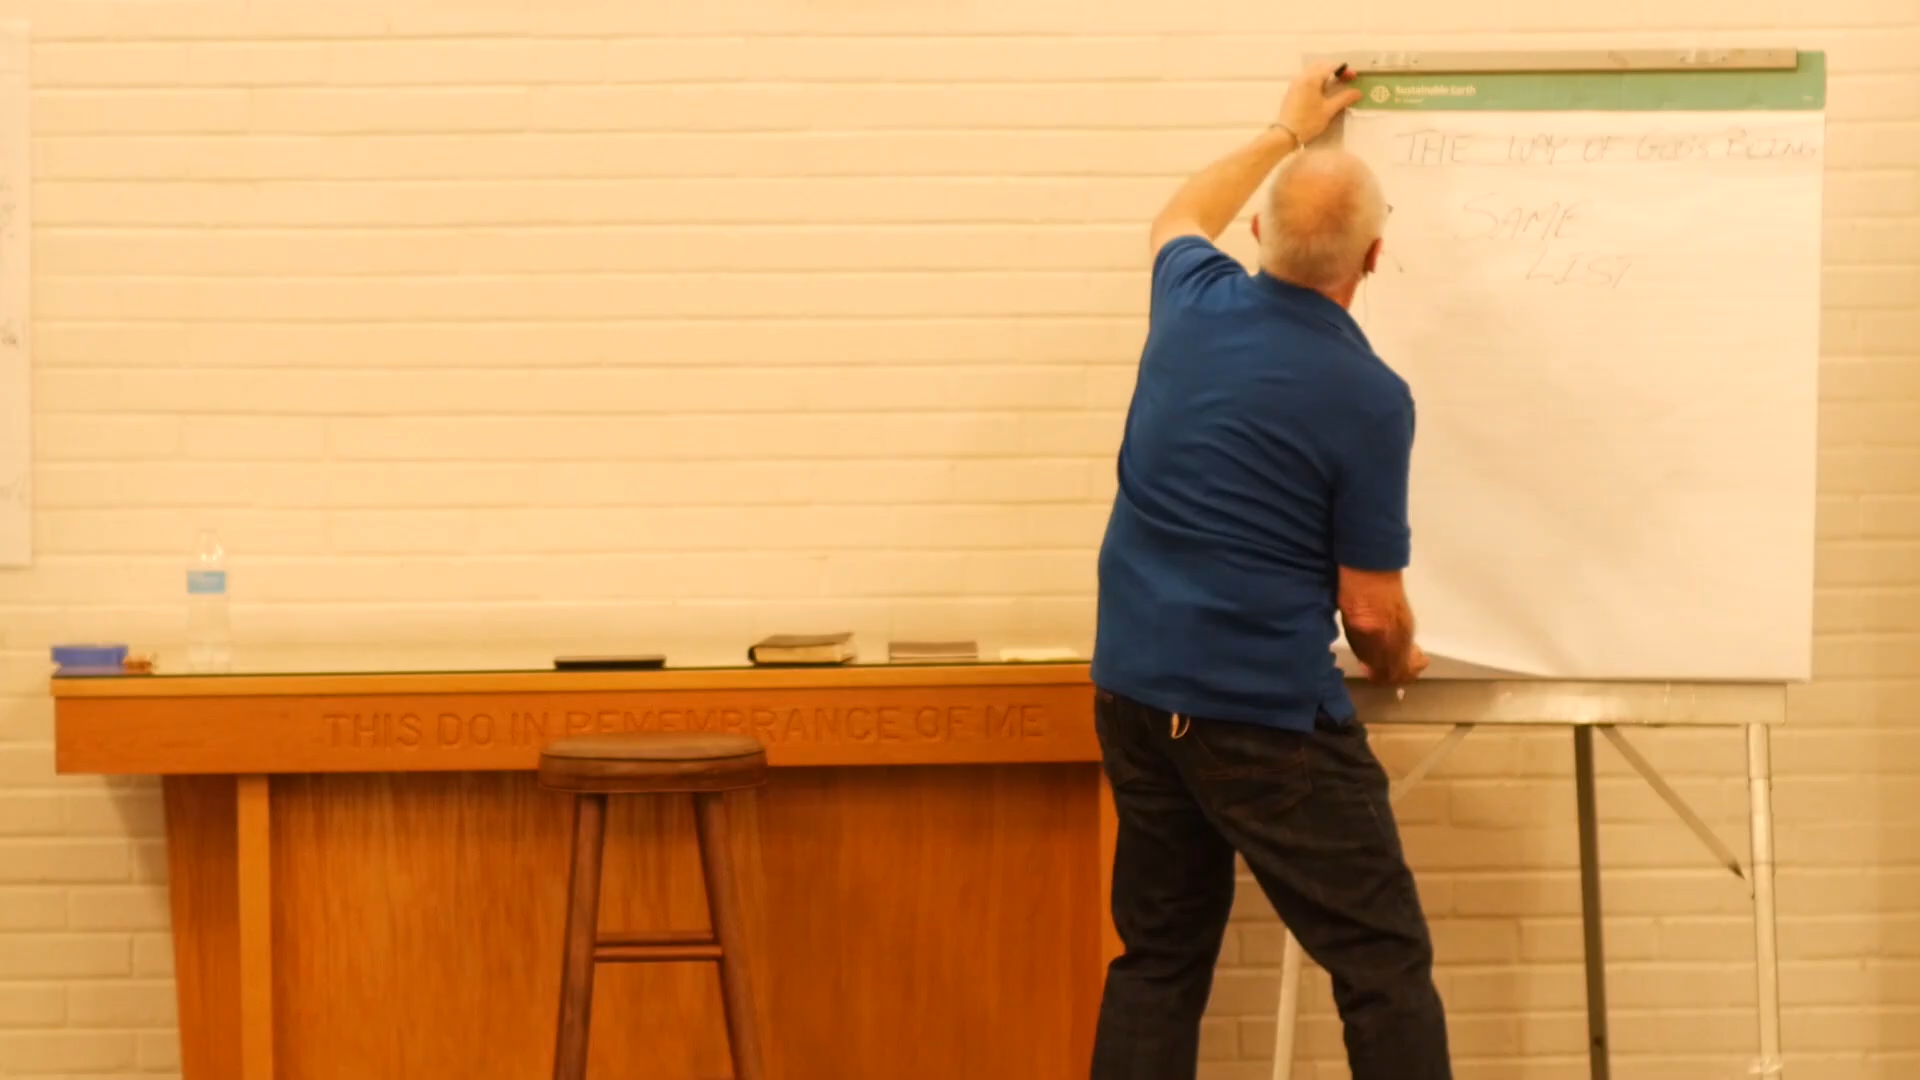 Sustainable Earth
THE WAY OF GOD'S BEING
SAME
LIST
THIS DO IN REMEMBRANCE OF ME